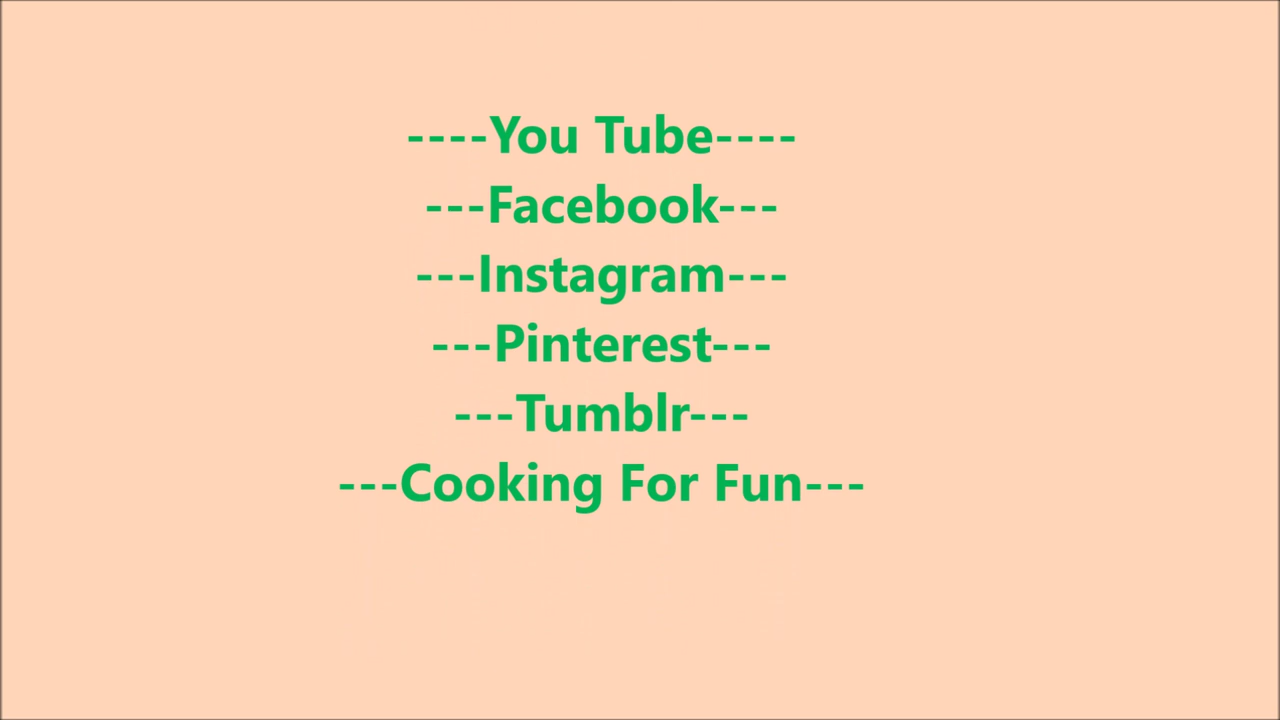 ----You Tube----
---Facebook---
---Instagram---
---Pinterest---
---Tumblr---
---Cooking For Fun---